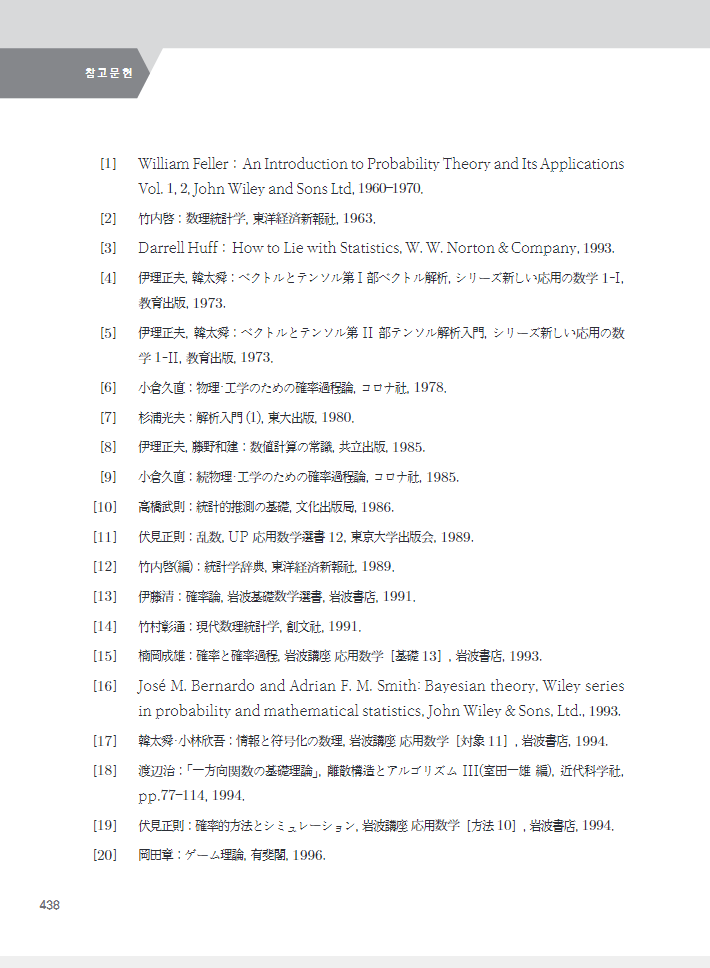 참고문헌
[1] William Feller : An Introduction to Probability Theory and Its Applications
Vol. 1, 2, John Wiley and Sons Ltd, 1960-1970.
[2] 竹内啓 : 数理統計学, 東洋経済新報社, 1963.
[3] Darrell Huff : How to Lie with Statistics, W. W. Norton & Company, 1993.
[4] 伊理正夫, 韓太舜 : ベクトルとテンソル第 I 部ベクトル解析, シリーズ新しい応用の数学 1-I,
教育出版, 1973.
[5] 伊理正夫, 韓太舜 : ベクトルとテンソル第 II 部テンソル解析入門, シリーズ新しい応用の数
学 1-II, 教育出版, 1973.
[6] 小倉久直 : 物理·工学のための確率過程論, コロナ社, 1978.
[7] 杉浦光夫 : 解析入門 (1), 東大出版, 1980.
[8] 伊理正夫, 藤野和建 : 数値計算の常識, 共立出版, 1985.
[9] 小倉久直 : 続物理·工学のための確率過程論, コロナ社, 1985.
[10] 高橋武則 : 統計的推測の基礎, 文化出版局, 1986.
[11] 伏見正則 : 乱数, UP 応用数学選書 12, 東京大学出版会, 1989.
[12] 竹内啓(編) : 統計学辞典, 東洋経済新報社, 1989.
[13] 伊藤清 : 確率論, 岩波基礎数学選書, 岩波書店, 1991.
[14] 竹村彰通 : 現代数理統計学, 創文社, 1991.
[15] 楠岡成雄 : 確率と確率過程, 岩波講座 応用数学 [基礎 13] , 岩波書店, 1993.
[16] José M. Bernardo and Adrian F. M. Smith: Bayesian theory, Wiley series
in probability and mathematical statistics, John Wiley & Sons, Ltd., 1993.
[17] 韓太舜·小林欣吾 : 情報と符号化の数理, 岩波講座 応用数学 [対象 11] , 岩波書店, 1994.
[18] 渡辺治 : 「一方向関数の基礎理論」, 離散構造とアルゴリズム III(室田一雄 編), 近代科学社,
pp.77-114, 1994.
[19] 伏見正則 : 確率的方法とシミュレーション, 岩波講座 応用数学 [方法 10] , 岩波書店, 1994.
[20] 岡田章 : ゲーム理論, 有斐閣, 1996.
438